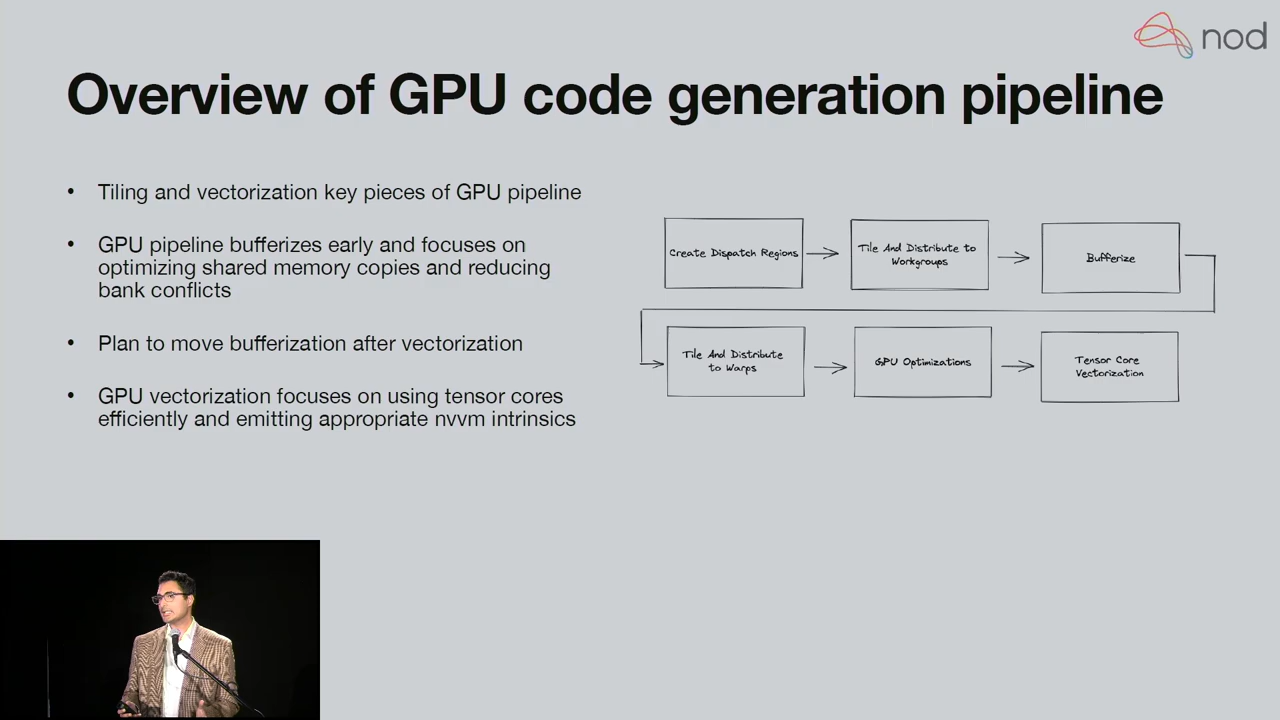 nod
Overview of GPU code generation pipeline
• Tiling and vectorization key pieces of GPU pipeline
• GPU pipeline bufferizes early and focuses on
optimizing shared memory copies and reducing
bank conflicts
• Plan to move bufferization after vectorization
• GPU vectorization focuses on using tensor cores
efficiently and emitting appropriate nvvm intrinsics
Create Dispatch Regions
Tile And Distribute to
Workgroups
Bufferize
Tile And Distribute
to Warps
GPU Optimizations
Tensor Core
Vectorization